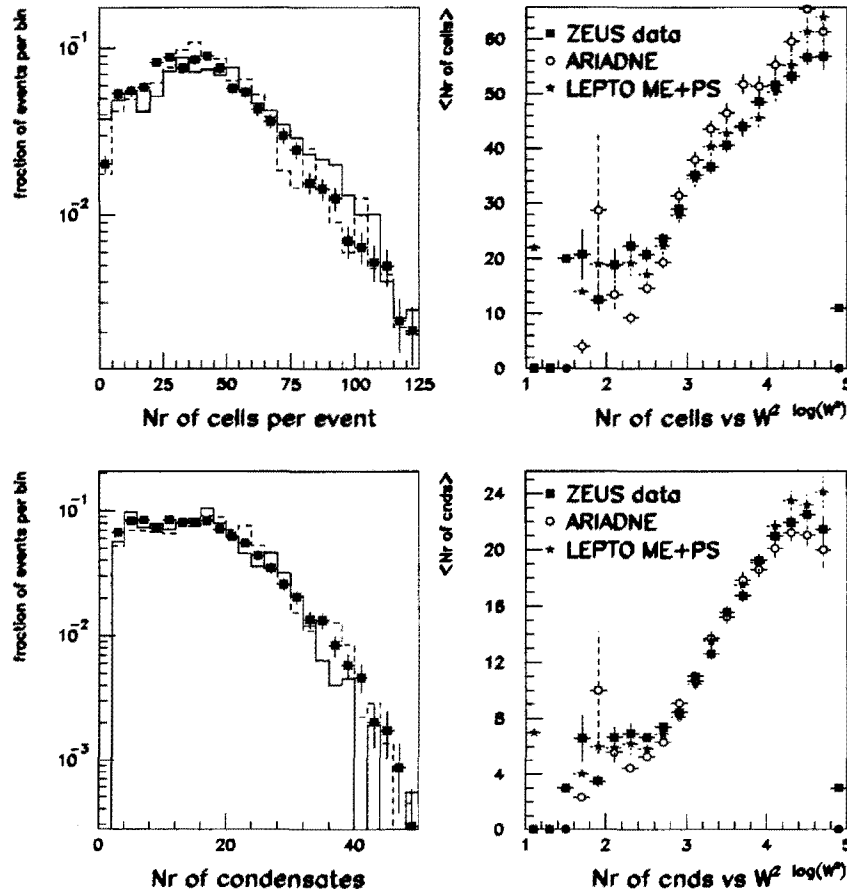 fraction of events per bin
10⁻¹
10⁻²
0 25 50 75 100 125
Nr of cells per event
<Nr of cells>
60
50
40
30
20
10
0
■ ZEUS data
○ ARIADNE
★ LEPTO ME+PS
1 2 3 4 5
log(W²)
Nr of cells vs W²
fraction of events per bin
10⁻¹
10⁻²
10⁻³
0 20 40
Nr of condensates
<Nr of cnds>
24
20
16
12
8
4
0
■ ZEUS data
○ ARIADNE
★ LEPTO ME+PS
1 2 3 4 5
log(W²)
Nr of cnds vs W²